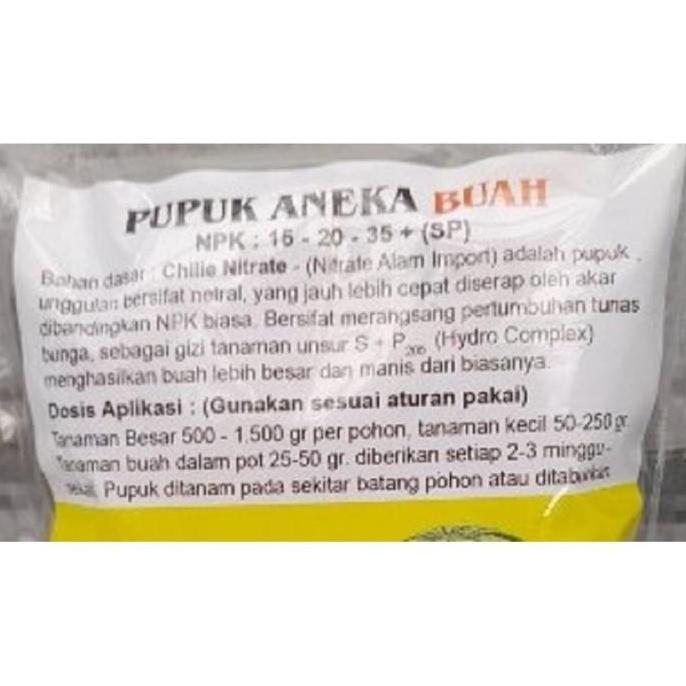 PUPUK ANEKA BUAH
NPK : 15 - 20 - 35 + (SP)
Bahan dasar : Chilie Nitrate - (Nitrate Alam Import) adalah pupuk
unggulan bersifat netral, yang jauh lebih cepat diserap oleh akar
dibandingkan NPK biasa. Bersifat merangsang pertumbuhan tunas
bunga, sebagai gizi tanaman unsur S + P205 (Hydro Complex)
menghasilkan buah lebih besar dan manis dari biasanya.
Dosis Aplikasi : (Gunakan sesuai aturan pakai)
Tanaman Besar 500 - 1.500 gr per pohon, tanaman kecil 50-250 gr.
Tanaman buah dalam pot 25-50 gr. diberikan setiap 2-3 minggu-
sekali. Pupuk ditanam pada sekitar batang pohon atau ditaburkan